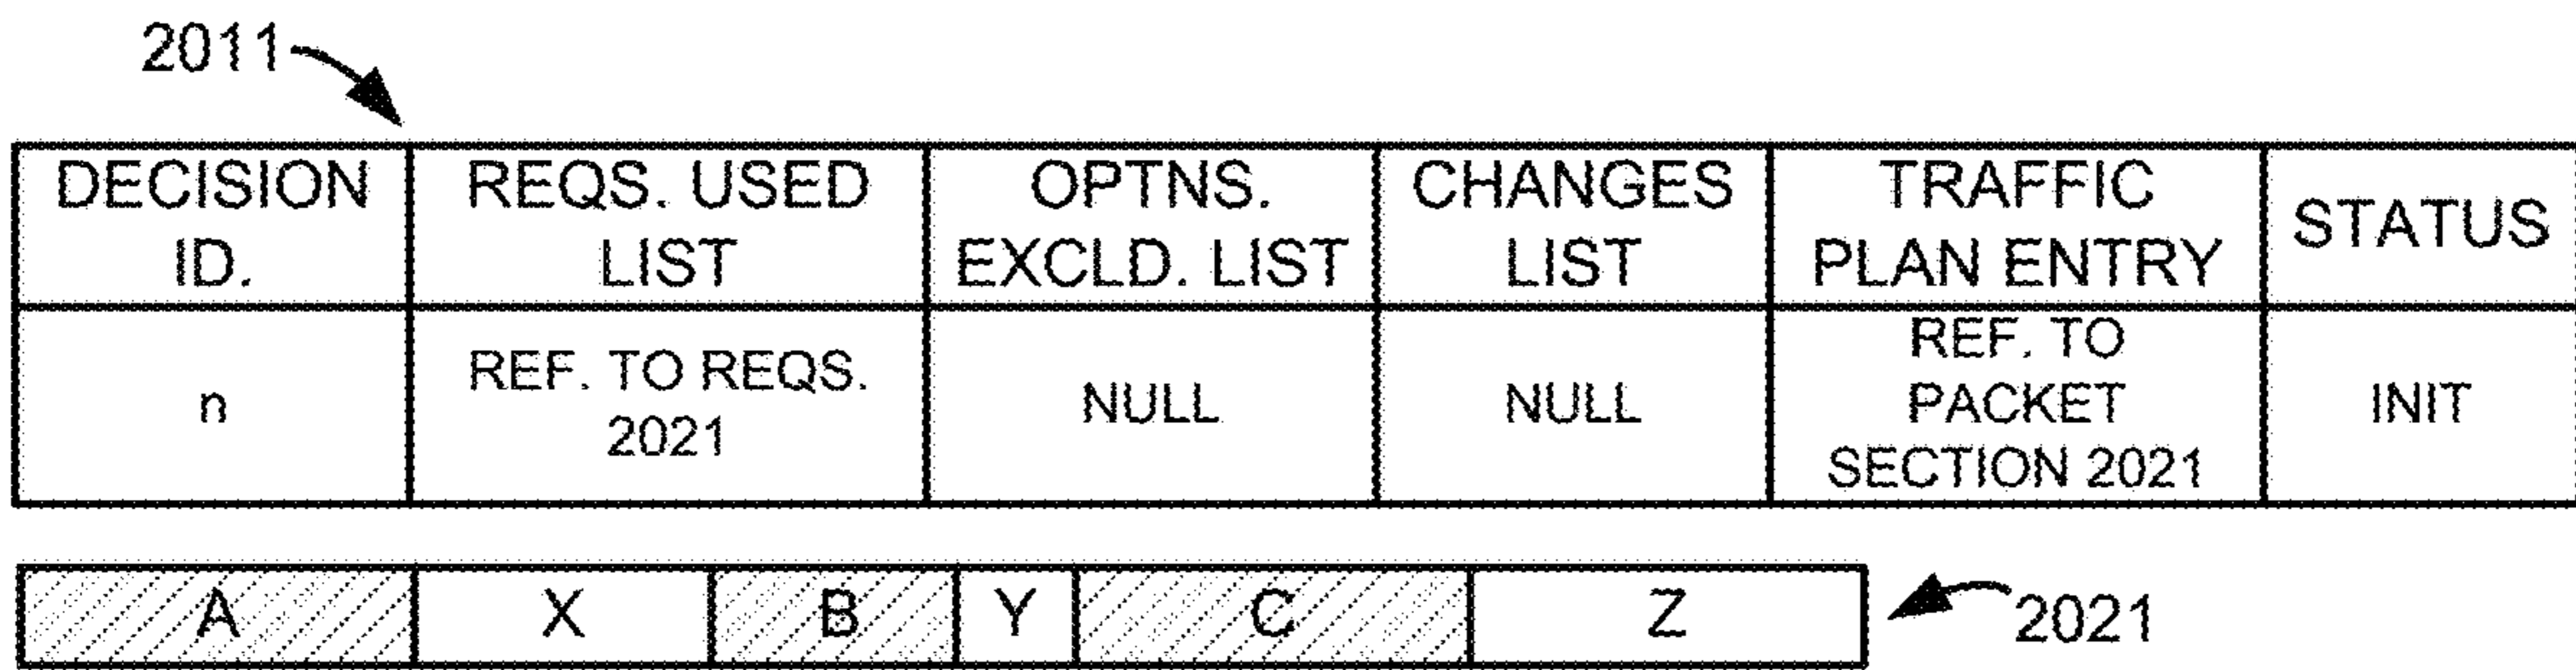 2011
DECISION ID.
REQS. USED LIST
OPTNS. EXCLD. LIST
CHANGES LIST
TRAFFIC PLAN ENTRY
STATUS
n
REF. TO REQS. 2021
NULL
NULL
REF. TO PACKET SECTION 2021
INIT
A X B Y C Z
2021